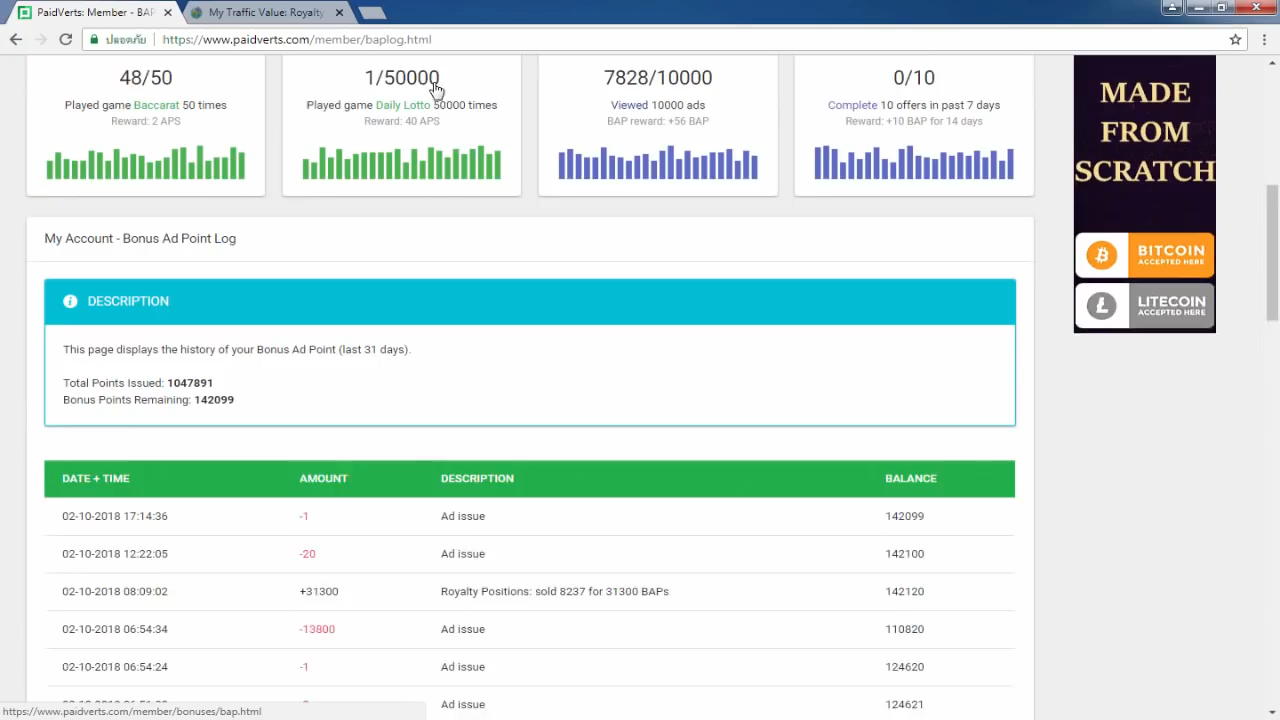 PaidVerts: Member - BAP
My Traffic Value: Royalty
ปลอดภัย
https://www.paidverts.com/member/baplog.html
48/50
Played game Baccarat 50 times
Reward: 2 APS
1/50000
Played game Daily Lotto 50000 times
Reward: 40 APS
7828/10000
Viewed 10000 ads
BAP reward: +56 BAP
0/10
Complete 10 offers in past 7 days
Reward: +10 BAP for 14 days
MADE
FROM
SCRATCH
BITCOIN
ACCEPTED HERE
LITECOIN
ACCEPTED HERE
My Account - Bonus Ad Point Log
DESCRIPTION
This page displays the history of your Bonus Ad Point (last 31 days).
Total Points Issued: 1047891
Bonus Points Remaining: 142099
DATE + TIME AMOUNT DESCRIPTION BALANCE
02-10-2018 17:14:36 -1 Ad issue 142099
02-10-2018 12:22:05 -20 Ad issue 142100
02-10-2018 08:09:02 +31300 Royalty Positions: sold 8237 for 31300 BAPs 142120
02-10-2018 06:54:34 -13800 Ad issue 110820
02-10-2018 06:54:24 -1 Ad issue 124620
Ad issue 124621
https://www.paidverts.com/member/bonuses/bap.html